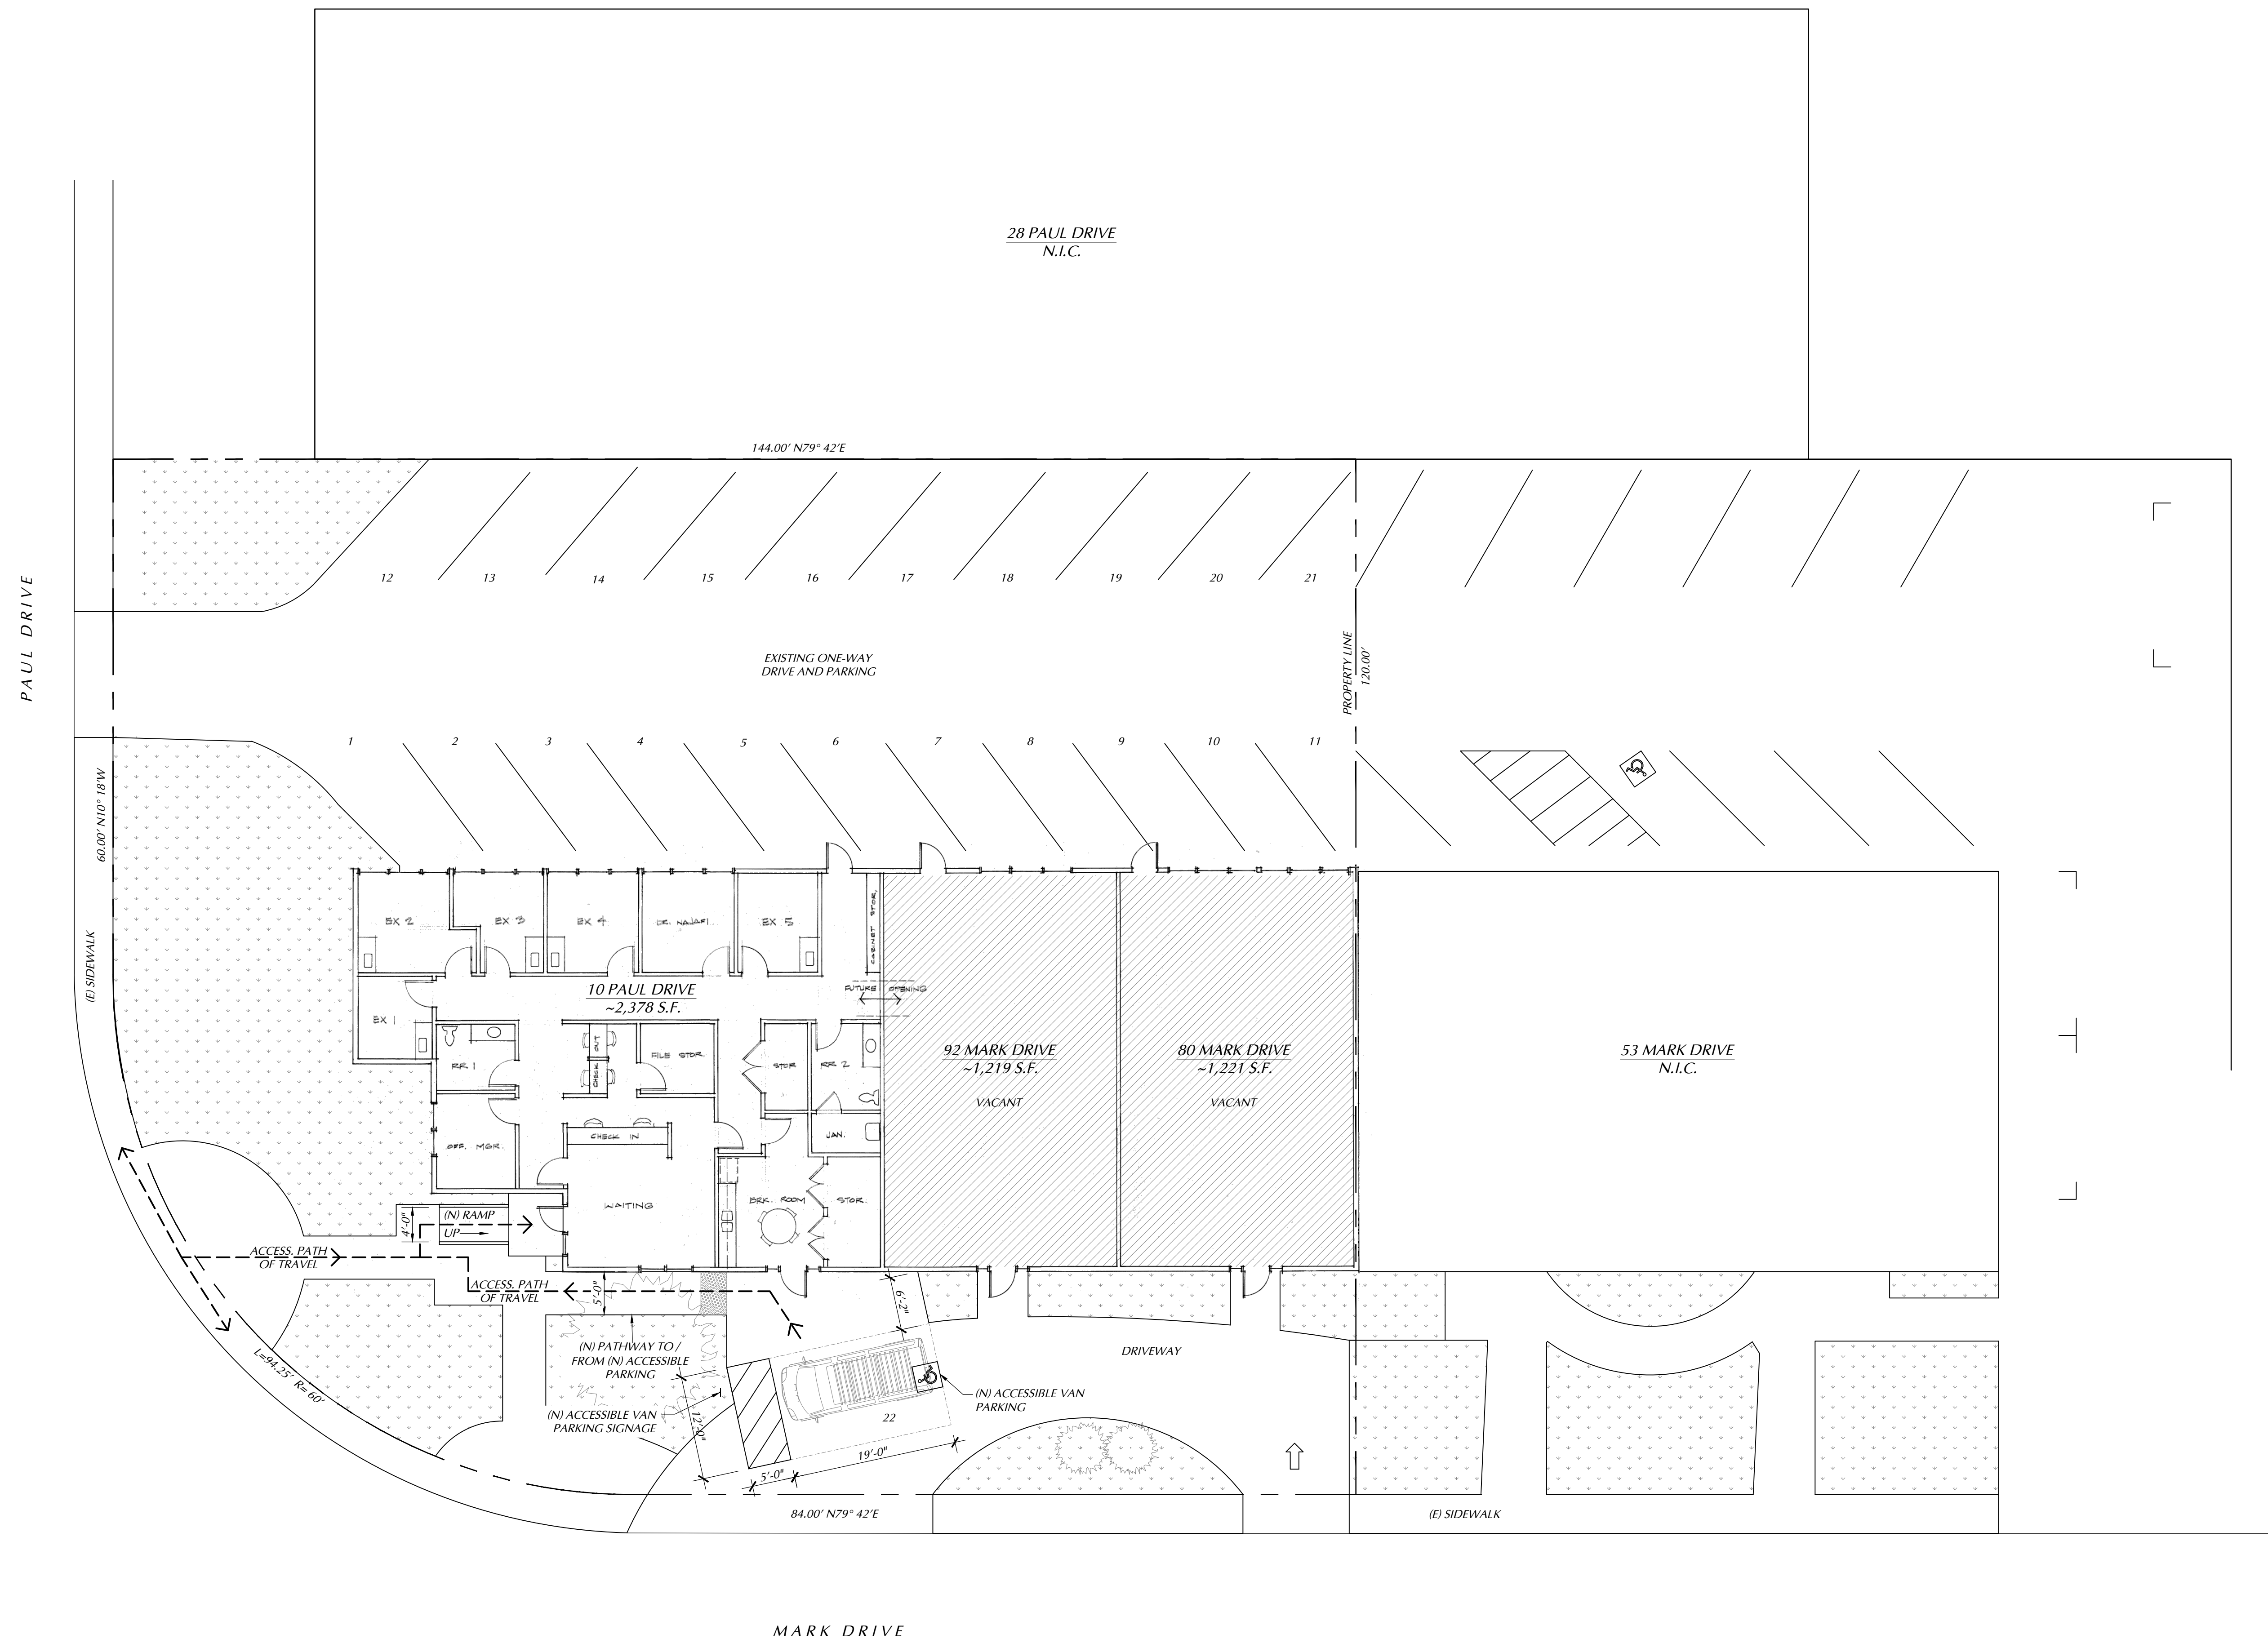 28 PAUL DRIVE
N.I.C.
144.00' N79° 42'E
12
13
14
15
16
17
18
19
20
21
PAUL DRIVE
EXISTING ONE-WAY
DRIVE AND PARKING
PROPERTY LINE
120.00'
1
2
3
4
5
6
7
8
9
10
11
60.00' N10° 18'W
(E) SIDEWALK
EX 2
EX 3
EX 4
DR. NAJAFI
EX 5
CABINET STOR.
10 PAUL DRIVE
~2,378 S.F.
FUTURE OPENING
EX 1
RR 1
CHECK OUT
FILE STOR.
STOR
RR 2
92 MARK DRIVE
~1,219 S.F.
VACANT
80 MARK DRIVE
~1,221 S.F.
VACANT
53 MARK DRIVE
N.I.C.
OFF. MGR.
CHECK IN
JAN.
WAITING
BRK. ROOM
STOR.
4'-0"
(N) RAMP
UP
ACCESS. PATH
OF TRAVEL
ACCESS. PATH
OF TRAVEL
5'-0"
6'-2"
(N) PATHWAY TO /
FROM (N) ACCESSIBLE
PARKING
DRIVEWAY
L=94.25' R= 60'
(N) ACCESSIBLE VAN
PARKING SIGNAGE
12'-0"
22
(N) ACCESSIBLE VAN
PARKING
19'-0"
5'-0"
84.00' N79° 42'E
(E) SIDEWALK
MARK DRIVE